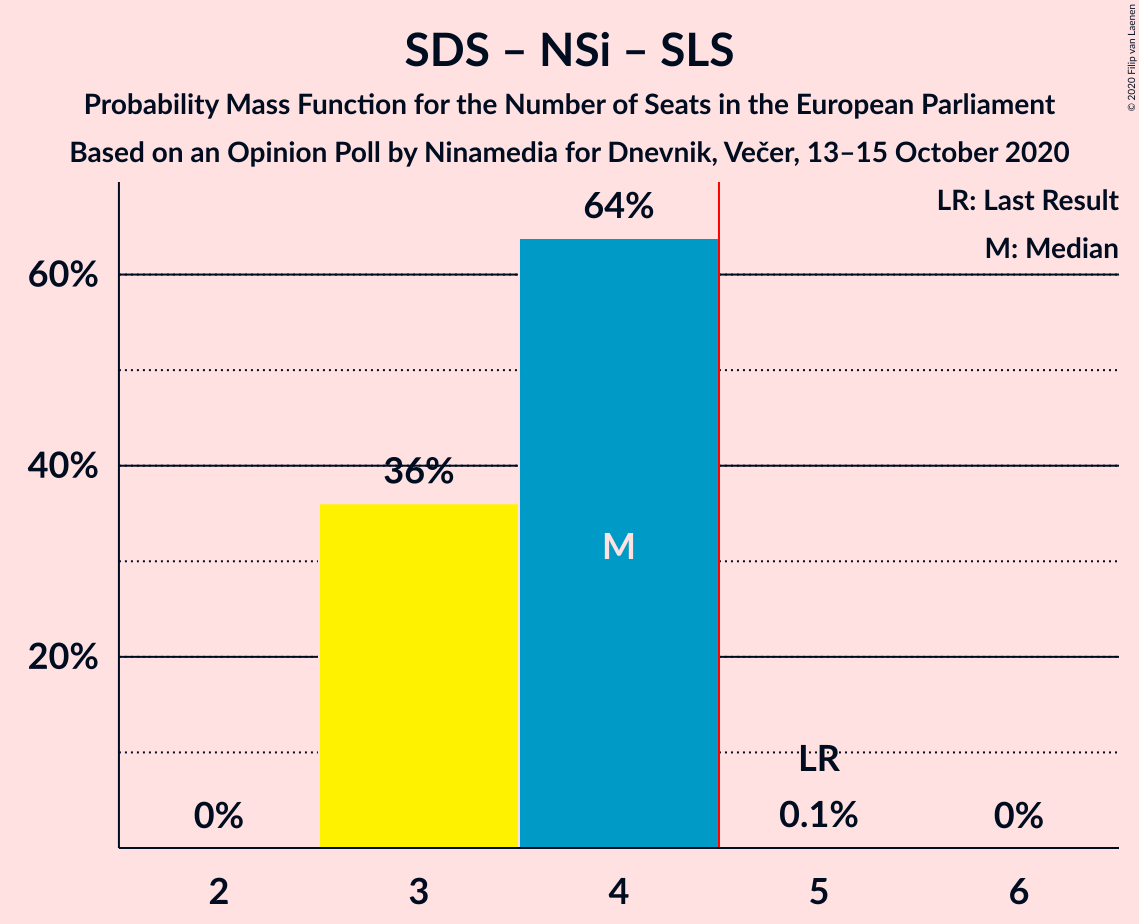 SDS – NSi – SLS
Probability Mass Function for the Number of Seats in the European Parliament
Based on an Opinion Poll by Ninamedia for Dnevnik, Večer, 13–15 October 2020
© 2020 Filip van Laenen
LR: Last Result
M: Median
64%
60%
40%
36%
M
20%
LR
0%
0.1%
0%
2
3
4
5
6